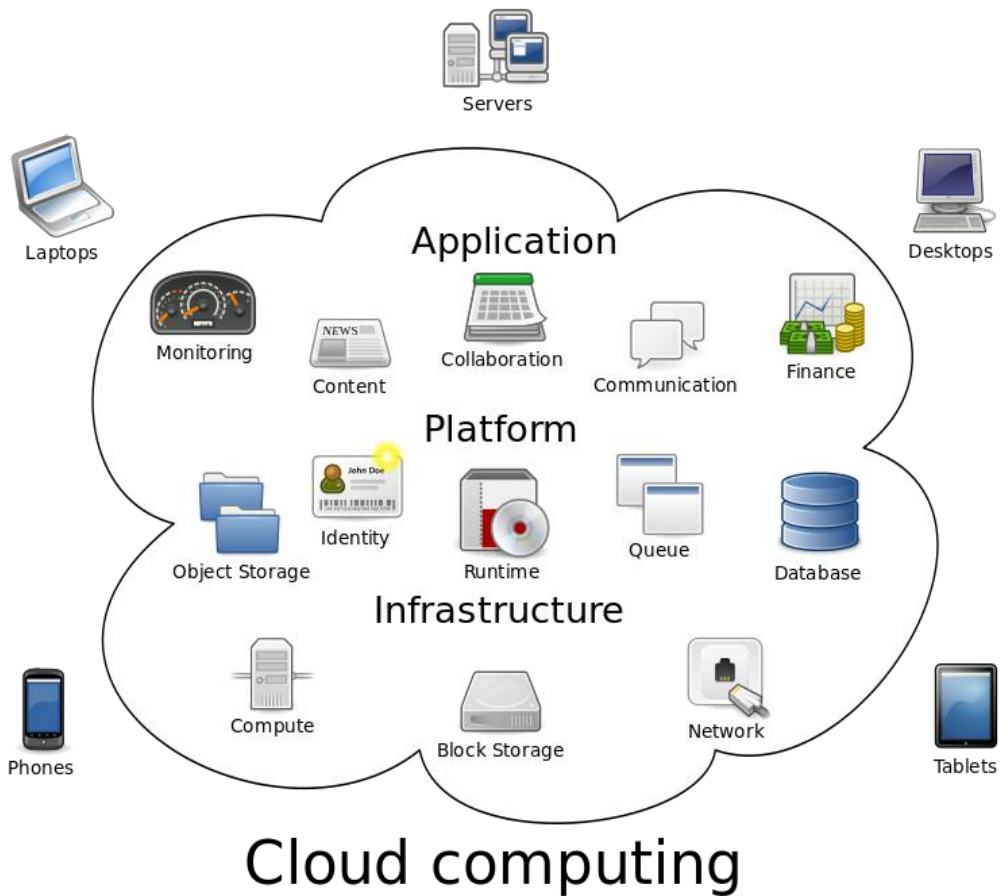 Servers
Laptops
Desktops
Application
Monitoring
NEWS
Content
Collaboration
Communication
Finance
Platform
Object Storage
John Doe
Identity
Runtime
Queue
Database
Infrastructure
Compute
Block Storage
Network
Phones
Tablets
Cloud computing